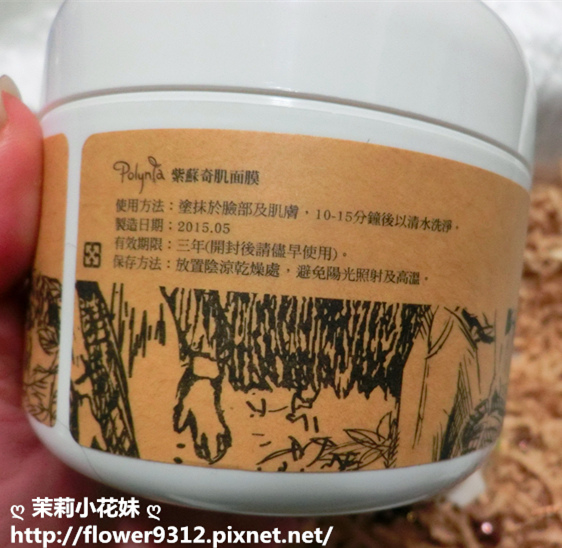 Polynia 紫蘇奇肌面膜
使用方法：塗抹於臉部及肌膚，10-15分鐘後以清水洗淨。
製造日期：2015.05
有效期限：三年(開封後請儘早使用)。
保存方法：放置陰涼乾燥處，避免陽光照射及高溫。
ღ 茉莉小花妹 ღ
http://flower9312.pixnet.net/